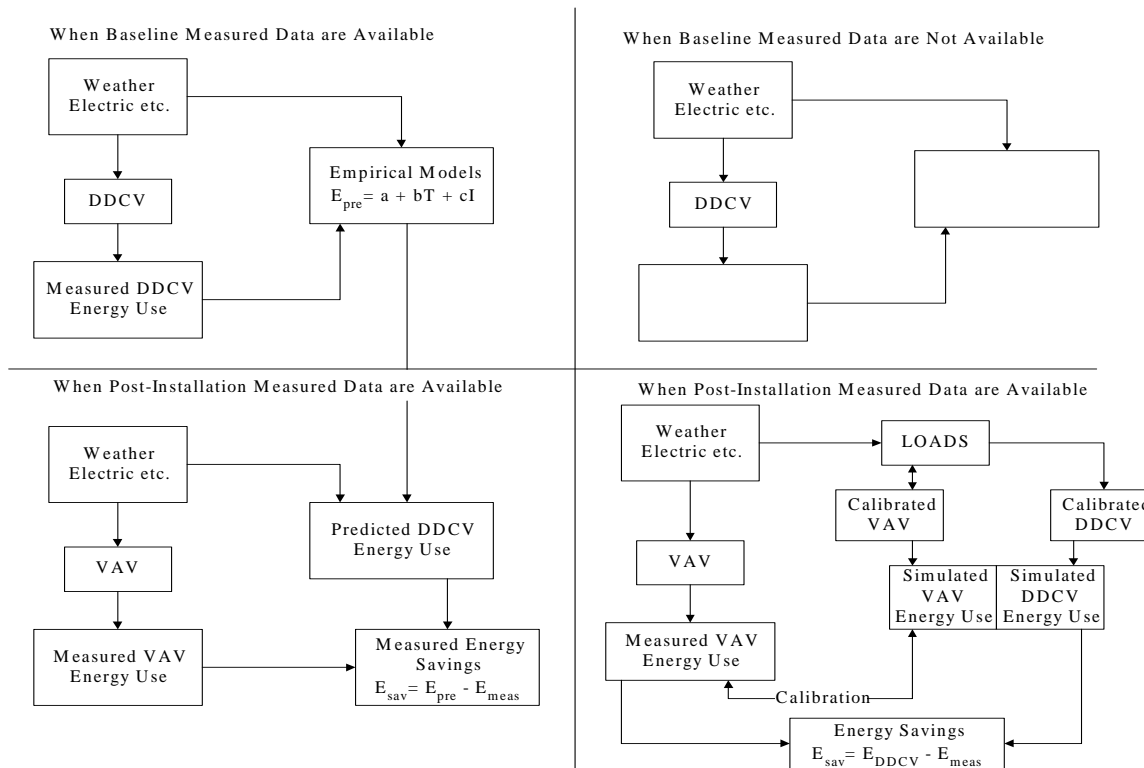 When Baseline Measured Data are Available
Weather
Electric etc.
DDCV
Measured DDCV
Energy Use
Empirical Models
E_pre= a + bT + cI
When Baseline Measured Data are Not Available
Weather
Electric etc.
DDCV
When Post-Installation Measured Data are Available
Weather
Electric etc.
VAV
Measured VAV
Energy Use
Predicted DDCV
Energy Use
Measured Energy
Savings
E_sav= E_pre - E_meas
When Post-Installation Measured Data are Available
Weather
Electric etc.
VAV
Measured VAV
Energy Use
LOADS
Calibrated
VAV
Calibrated
DDCV
Simulated
VAV
Energy Use
Simulated
DDCV
Energy Use
Calibration
Energy Savings
E_sav= E_DDCV - E_meas